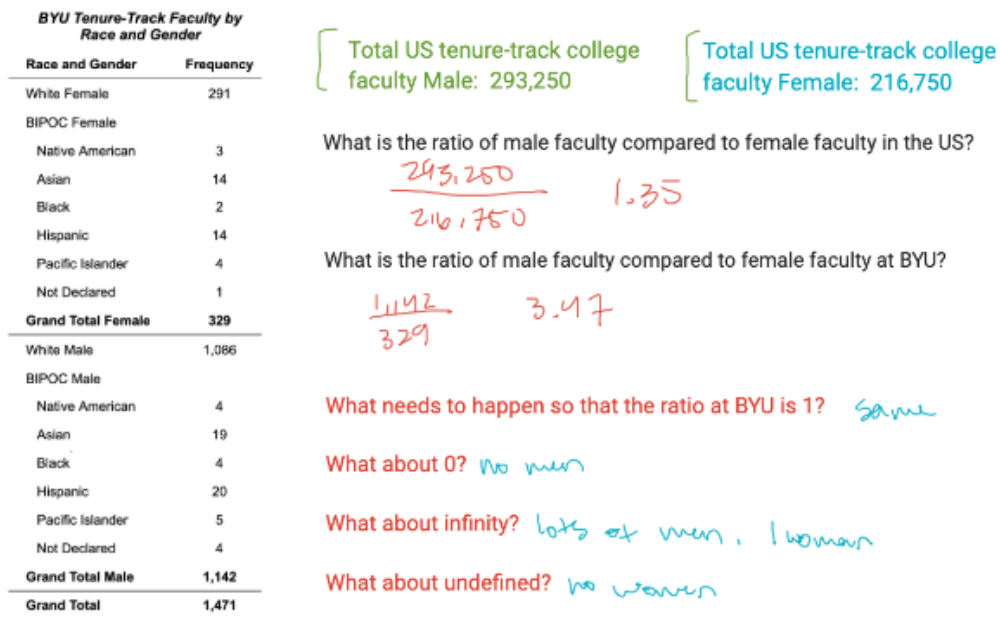 BYU Tenure-Track Faculty by
Race and Gender
Race and Gender Frequency
White Female 291
BIPOC Female
Native American 3
Asian 14
Black 2
Hispanic 14
Pacific Islander 4
Not Declared 1
Grand Total Female 329
White Male 1,086
BIPOC Male
Native American 4
Asian 19
Black 4
Hispanic 20
Pacific Islander 5
Not Declared 4
Grand Total Male 1,142
Grand Total 1,471
Total US tenure-track college
faculty Male: 293,250
Total US tenure-track college
faculty Female: 216,750
What is the ratio of male faculty compared to female faculty in the US?
293,250
216,750
1.35
What is the ratio of male faculty compared to female faculty at BYU?
1,142
329
3.47
What needs to happen so that the ratio at BYU is 1? same
What about 0? no men
What about infinity? lots of men, 1 woman
What about undefined? no women